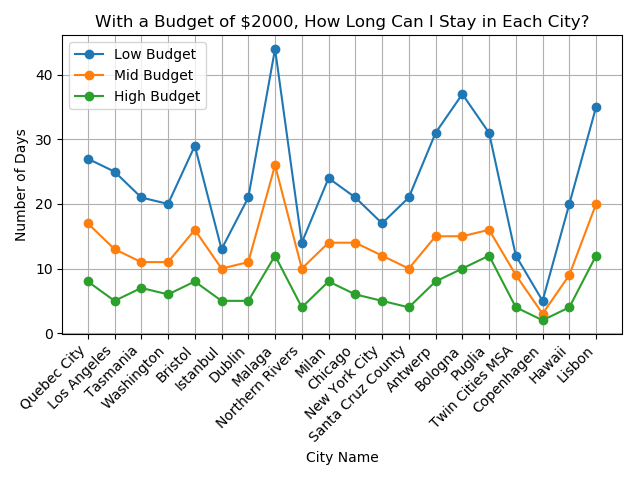 With a Budget of $2000, How Long Can I Stay in Each City?
Low Budget
Mid Budget
High Budget
Number of Days
40
30
20
10
0
Quebec City
Los Angeles
Tasmania
Washington
Bristol
Istanbul
Dublin
Malaga
Northern Rivers
Milan
Chicago
New York City
Santa Cruz County
Antwerp
Bologna
Puglia
Twin Cities MSA
Copenhagen
Hawaii
Lisbon
City Name